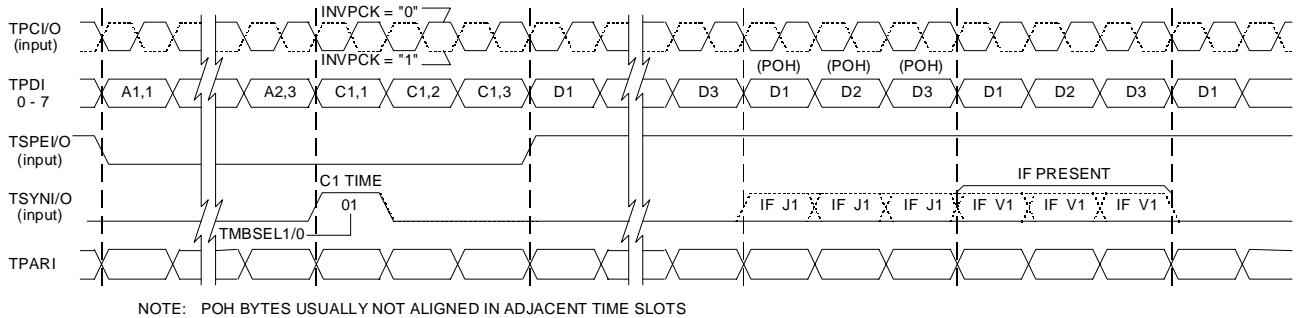 INVPCK = "0"
TPCI/O
(input)
INVPCK = "1"
(POH) (POH) (POH)
TPDI
0 - 7
A1,1 A2,3 C1,1 C1,2 C1,3 D1 D3 D1 D2 D3 D1 D2 D3 D1
TSPEI/O
(input)
C1 TIME
IF PRESENT
TSYNI/O
(input)
01
IF J1 IF J1 IF J1 IF V1 IF V1 IF V1
TMBSEL1/0
TPARI
NOTE: POH BYTES USUALLY NOT ALIGNED IN ADJACENT TIME SLOTS